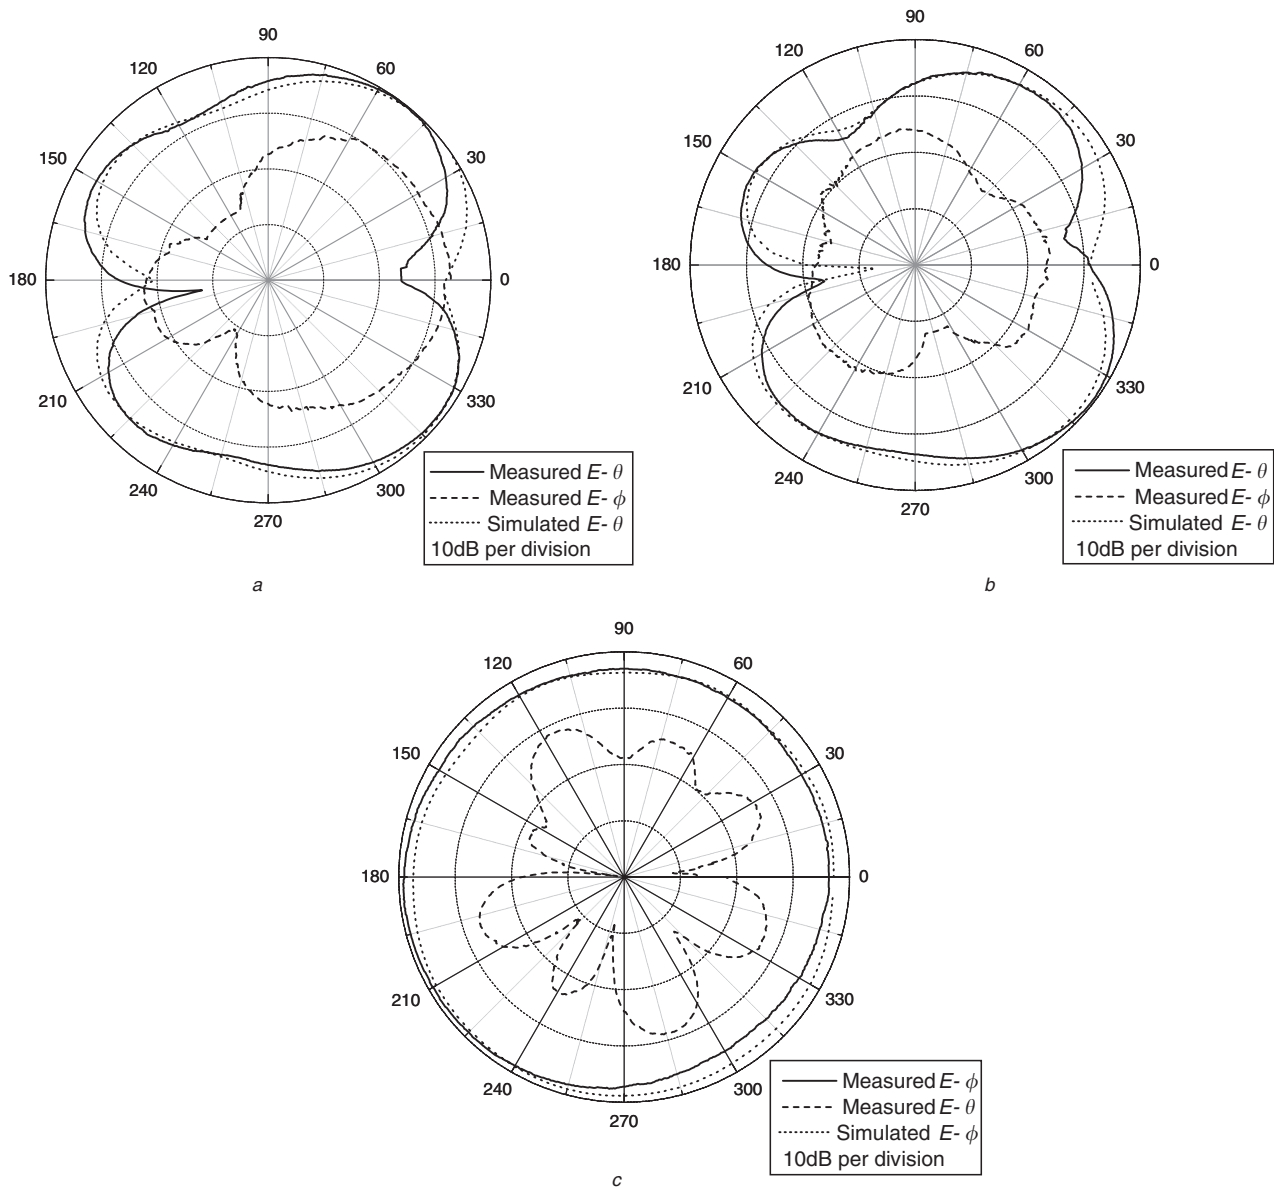 90
120
60
150
30
180
0
210
330
240
300
270
Measured E- θ
Measured E- ϕ
Simulated E- θ
10dB per division
a
90
120
60
150
30
180
0
210
330
240
300
270
Measured E- θ
Measured E- ϕ
Simulated E- θ
10dB per division
b
90
120
60
150
30
180
0
210
330
240
300
270
Measured E- ϕ
Measured E- θ
Simulated E- ϕ
10dB per division
c